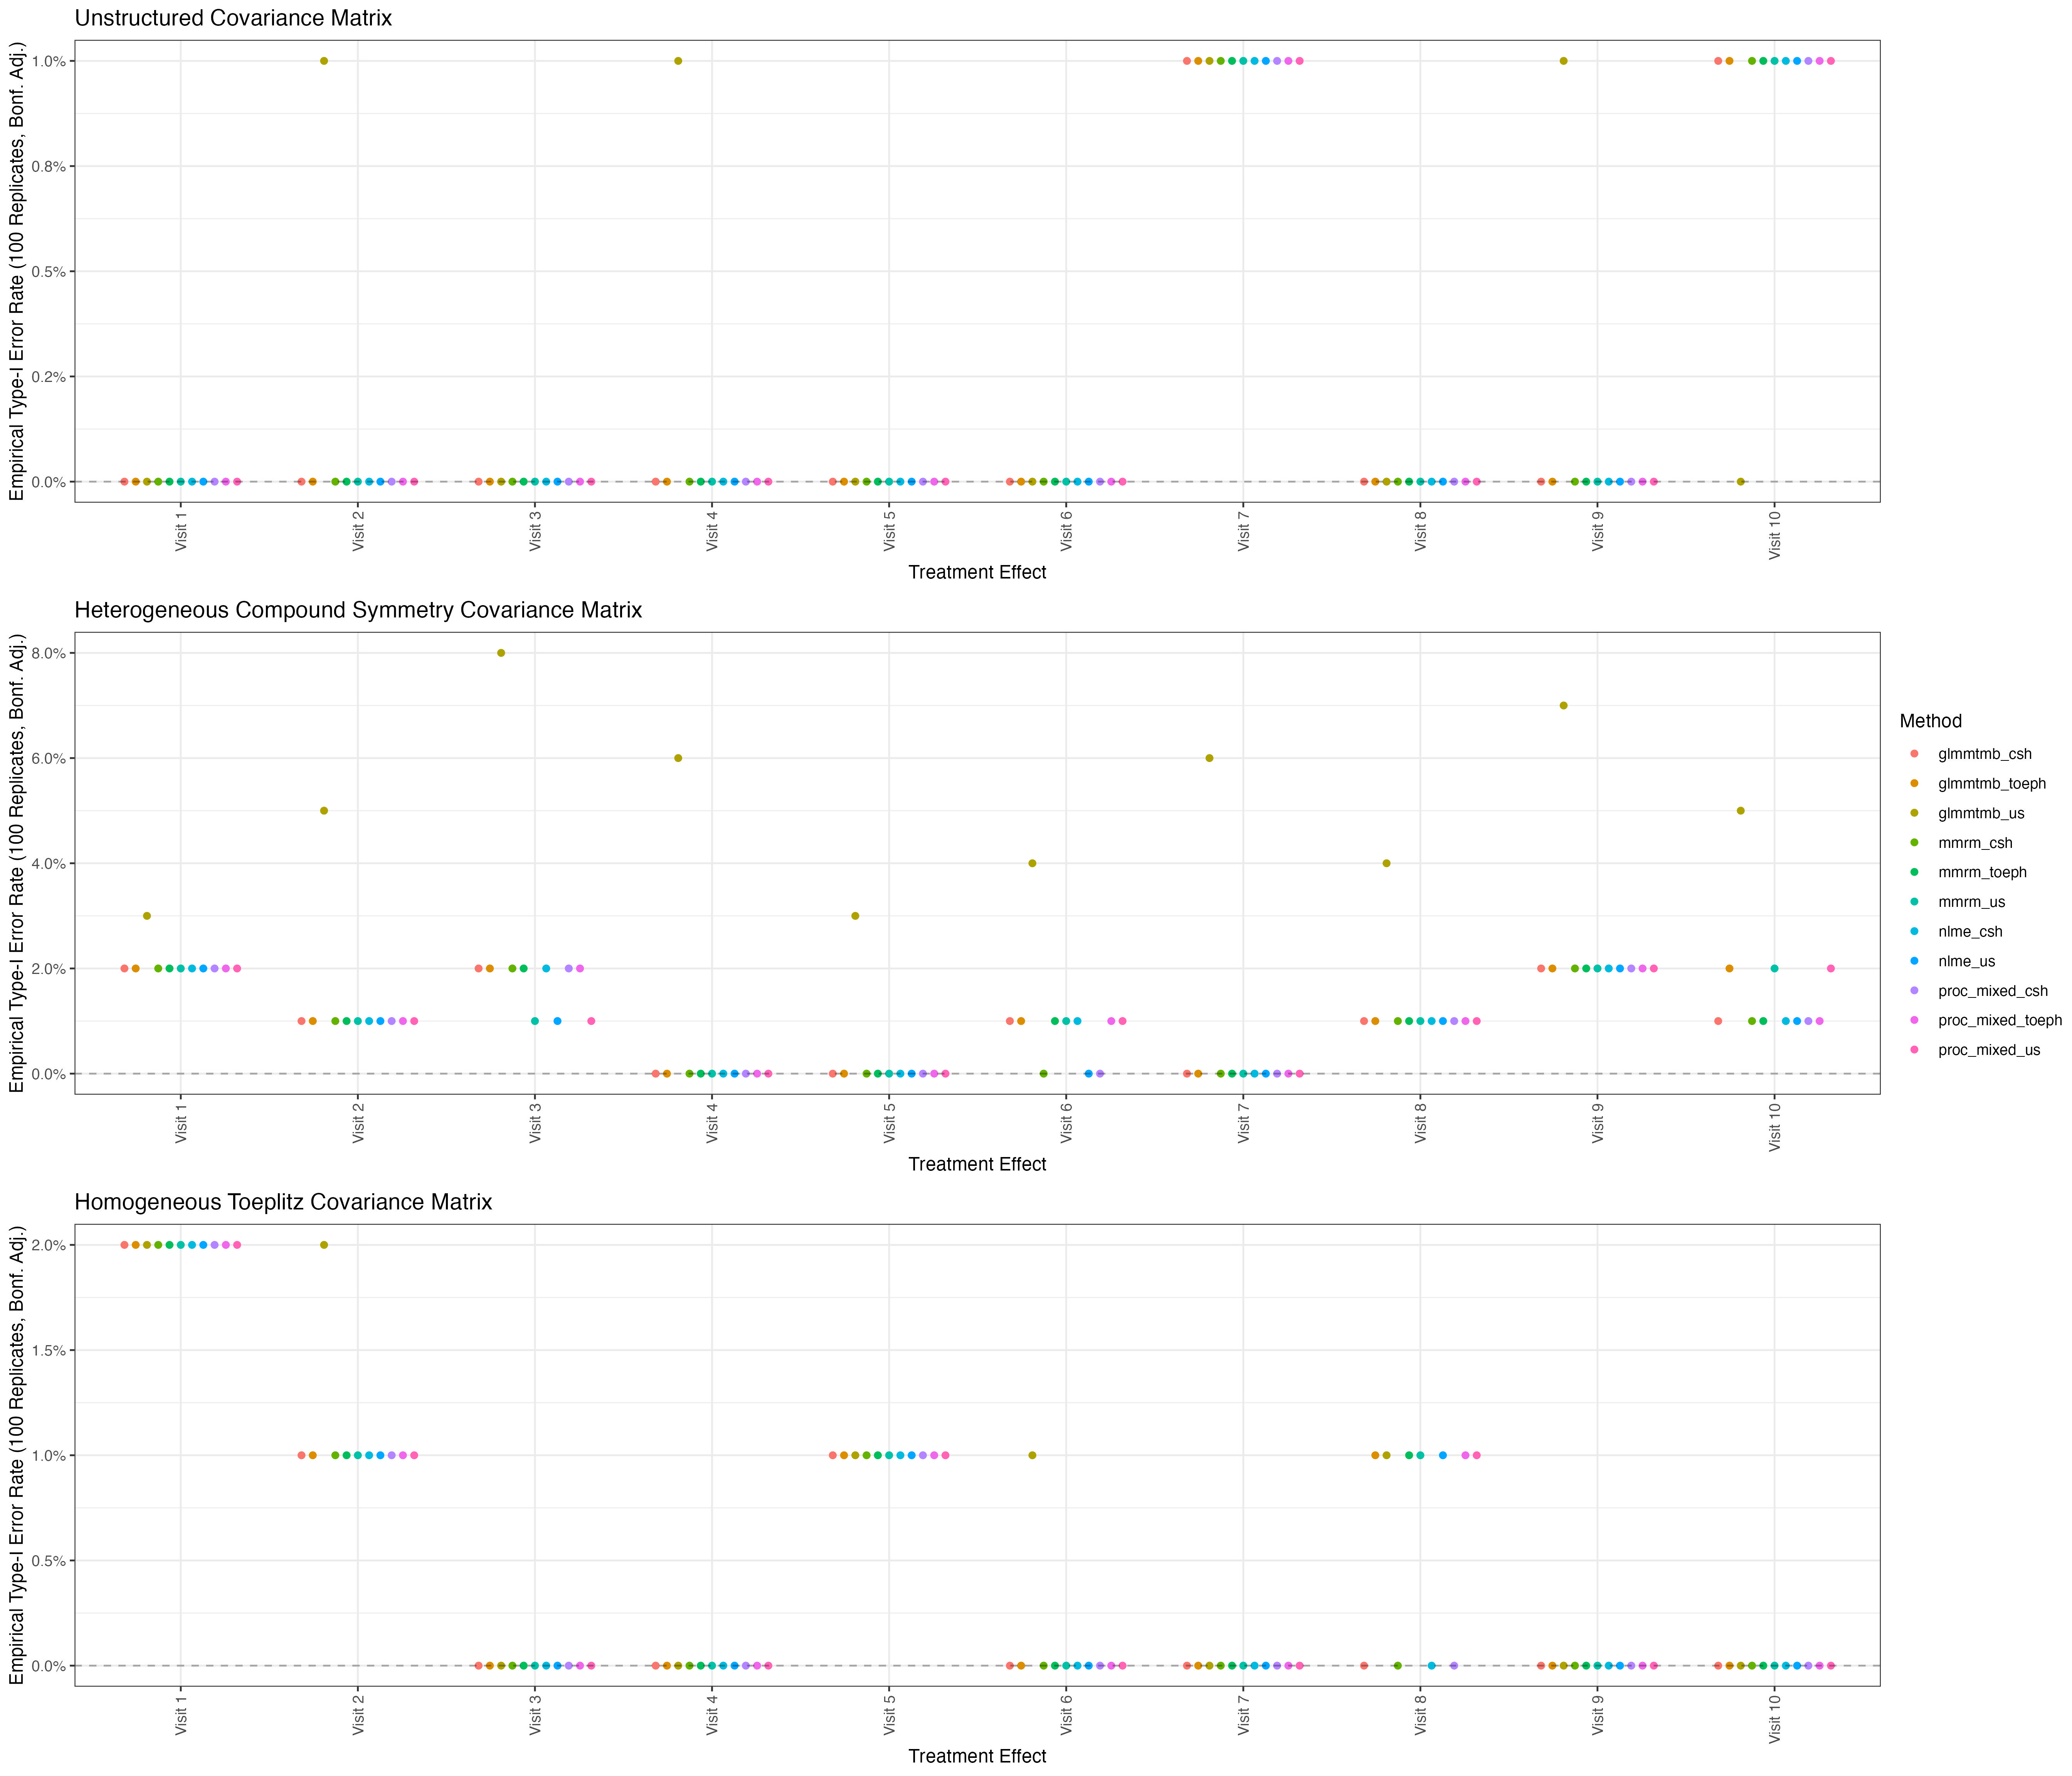 Unstructured Covariance Matrix
Empirical Type-I Error Rate (100 Replicates, Bonf. Adj.)
1.0%
0.8%
0.5%
0.2%
0.0%
Visit 1
Visit 2
Visit 3
Visit 4
Visit 5
Visit 6
Visit 7
Visit 8
Visit 9
Visit 10
Treatment Effect
Heterogeneous Compound Symmetry Covariance Matrix
Empirical Type-I Error Rate (100 Replicates, Bonf. Adj.)
8.0%
6.0%
4.0%
2.0%
0.0%
Visit 1
Visit 2
Visit 3
Visit 4
Visit 5
Visit 6
Visit 7
Visit 8
Visit 9
Visit 10
Treatment Effect
Method
glmmtmb_csh
glmmtmb_toeph
glmmtmb_us
mmrm_csh
mmrm_toeph
mmrm_us
nlme_csh
nlme_us
proc_mixed_csh
proc_mixed_toeph
proc_mixed_us
Homogeneous Toeplitz Covariance Matrix
Empirical Type-I Error Rate (100 Replicates, Bonf. Adj.)
2.0%
1.5%
1.0%
0.5%
0.0%
Visit 1
Visit 2
Visit 3
Visit 4
Visit 5
Visit 6
Visit 7
Visit 8
Visit 9
Visit 10
Treatment Effect